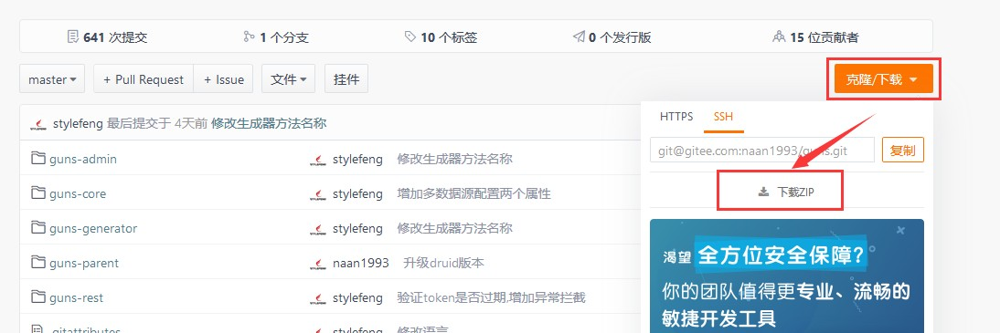 641 次提交 1 个分支 10 个标签 0 个发行版 15 位贡献者
master + Pull Request + Issue 文件 挂件 克隆/下载
stylefeng 最后提交于 4天前 修改生成器方法名称
guns-admin stylefeng 修改生成器方法名称
guns-core stylefeng 增加多数据源配置两个属性
guns-generator stylefeng 修改生成器方法名称
guns-parent naan1993 升级druid版本
guns-rest stylefeng 验证token是否过期,增加异常拦截
.gitattributes stylefeng 修改语言
HTTPS SSH
git@gitee.com:naan1993/guns.git 复制
下载ZIP
渴望 全方位安全保障?
你的团队值得更专业、流畅的
敏捷开发工具